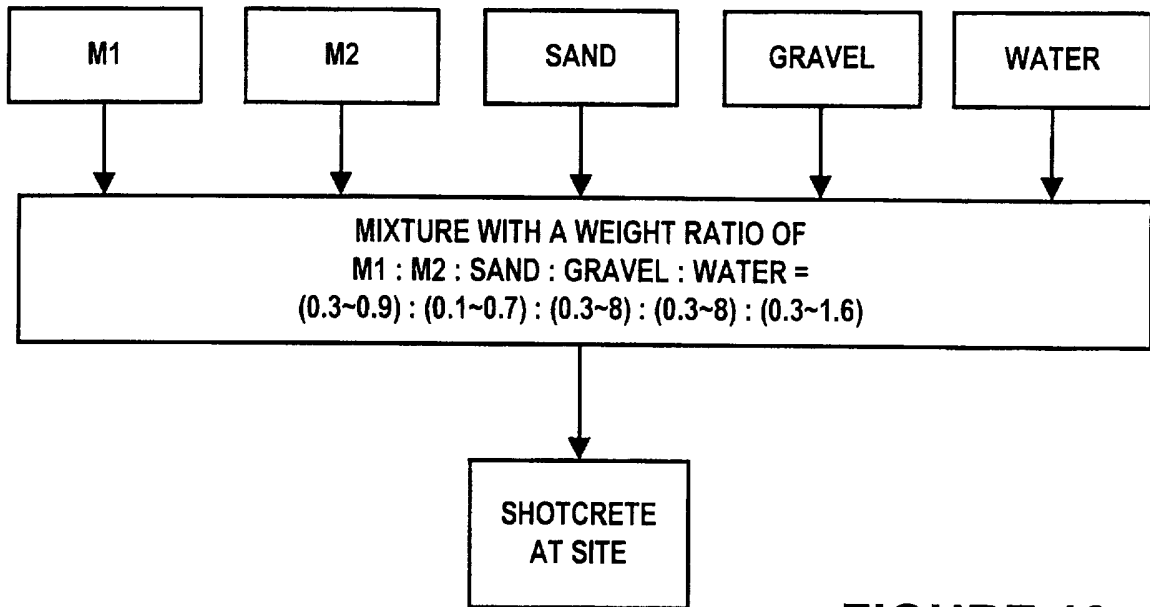 M1
M2
SAND
GRAVEL
WATER
MIXTURE WITH A WEIGHT RATIO OF
M1 : M2 : SAND : GRAVEL : WATER =
(0.3~0.9) : (0.1~0.7) : (0.3~8) : (0.3~8) : (0.3~1.6)
SHOTCRETE
AT SITE